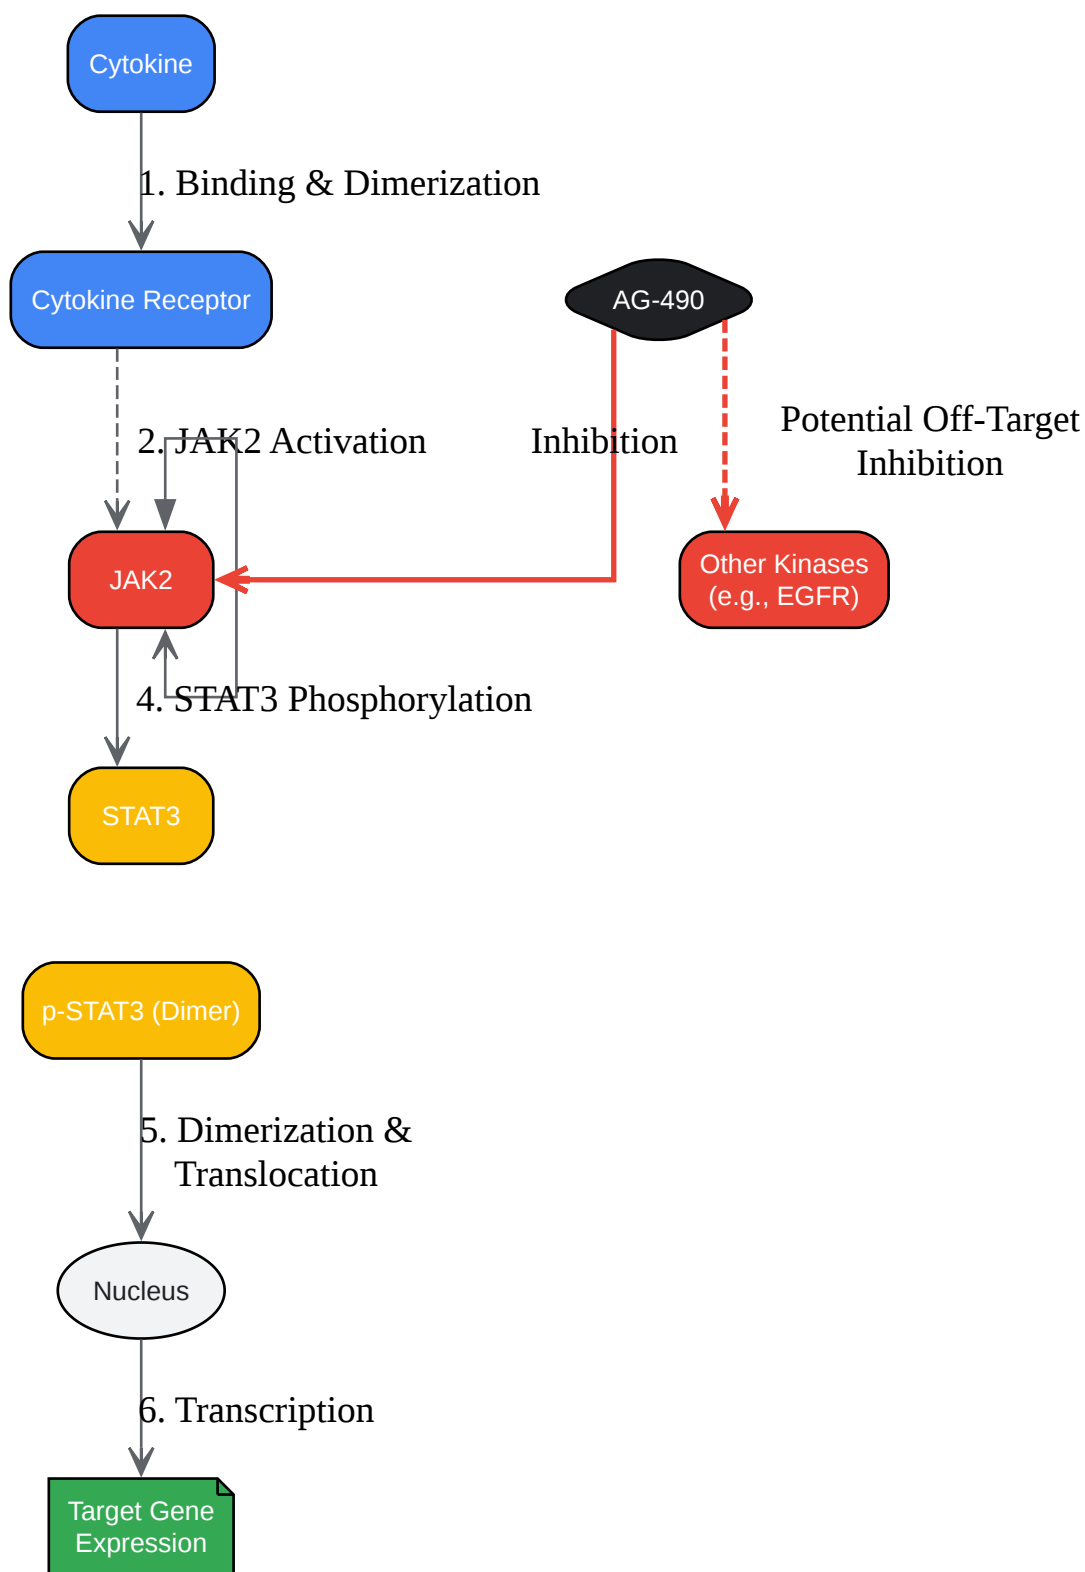 Cytokine
1. Binding & Dimerization
Cytokine Receptor
AG-490
2. JAK2 Activation
Inhibition
Potential Off-Target
Inhibition
JAK2
Other Kinases
(e.g., EGFR)
4. STAT3 Phosphorylation
STAT3
p-STAT3 (Dimer)
5. Dimerization &
Translocation
Nucleus
6. Transcription
Target Gene
Expression